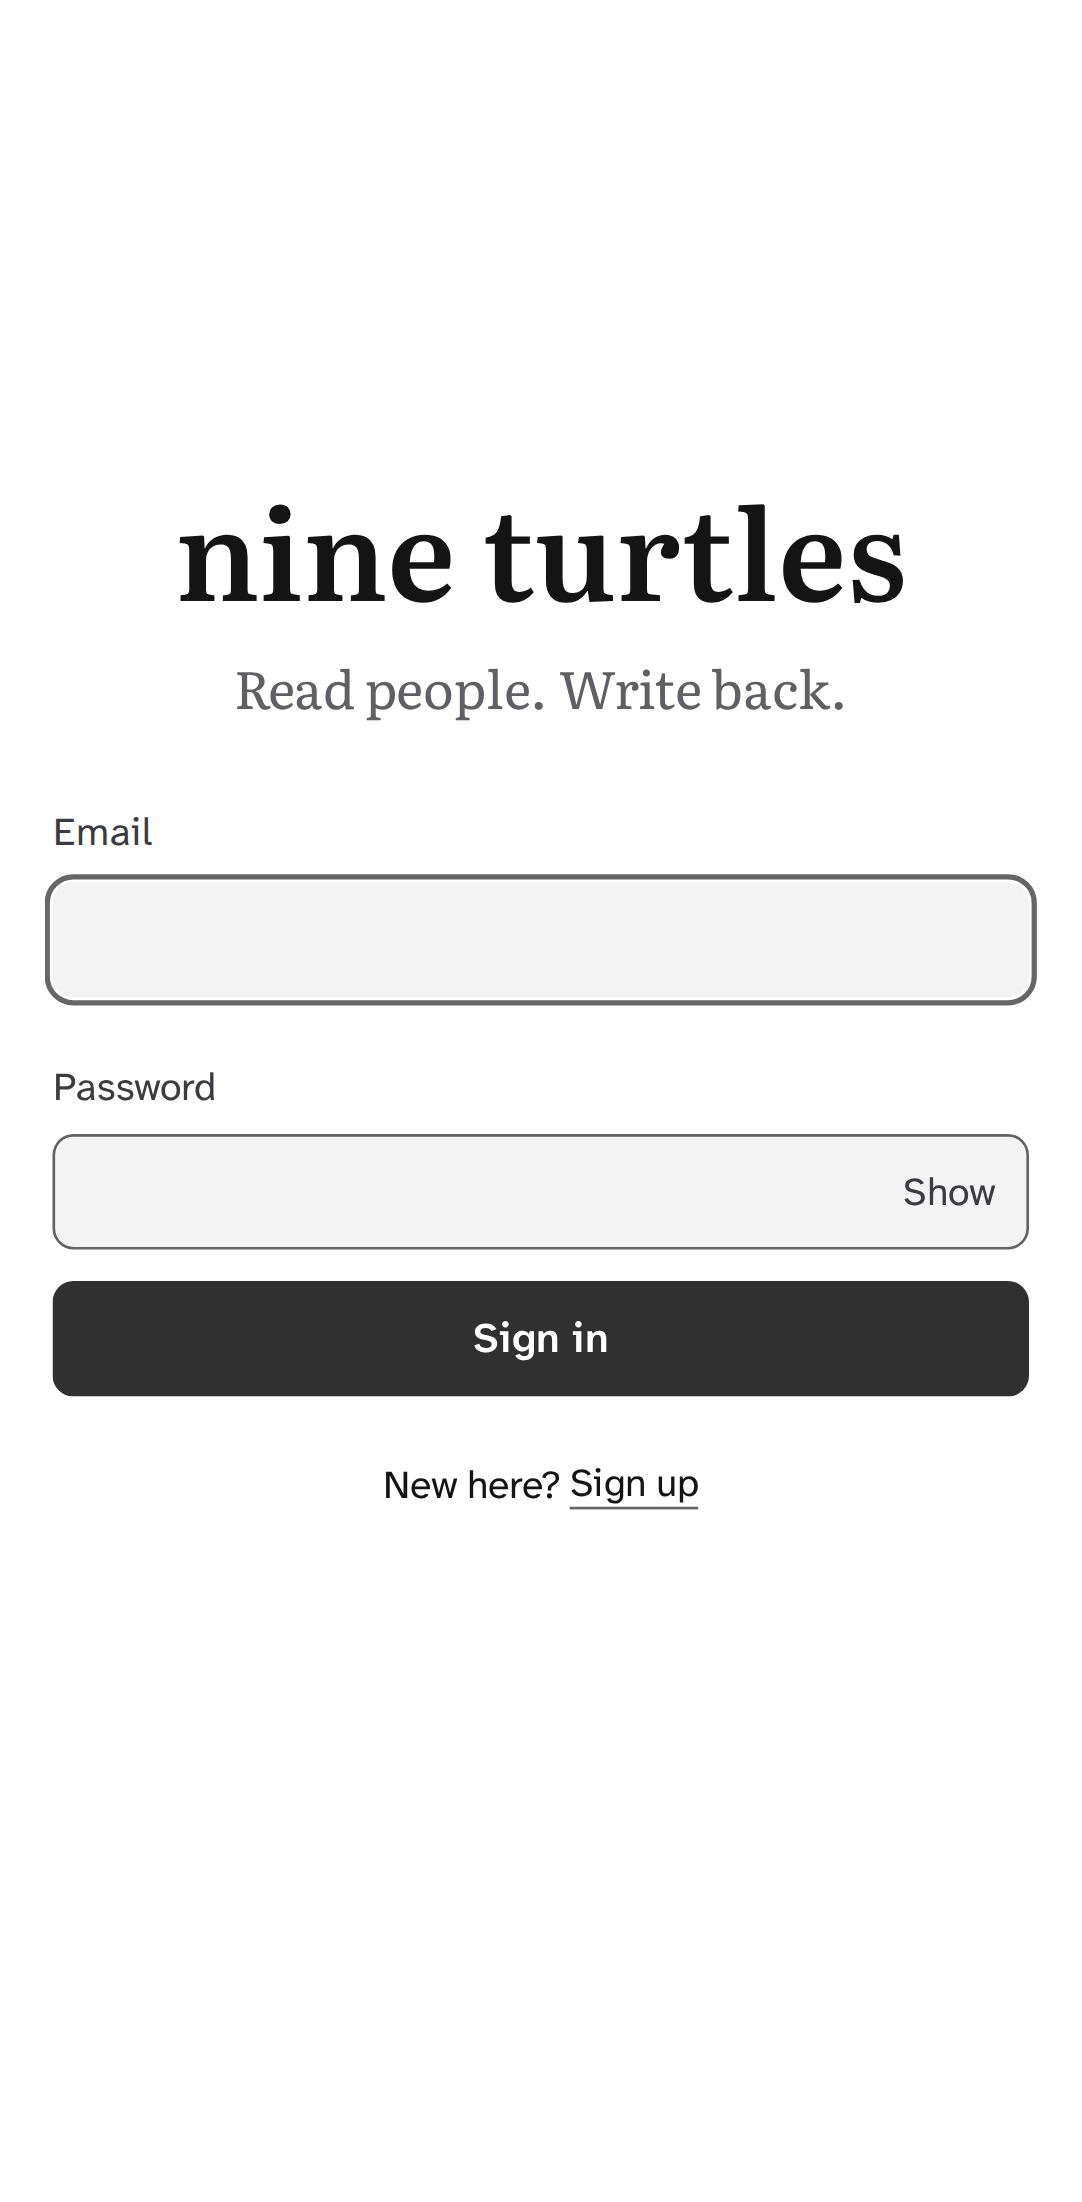 nine turtles
Read people. Write back.
Email
Password
Show
Sign in
New here? Sign up